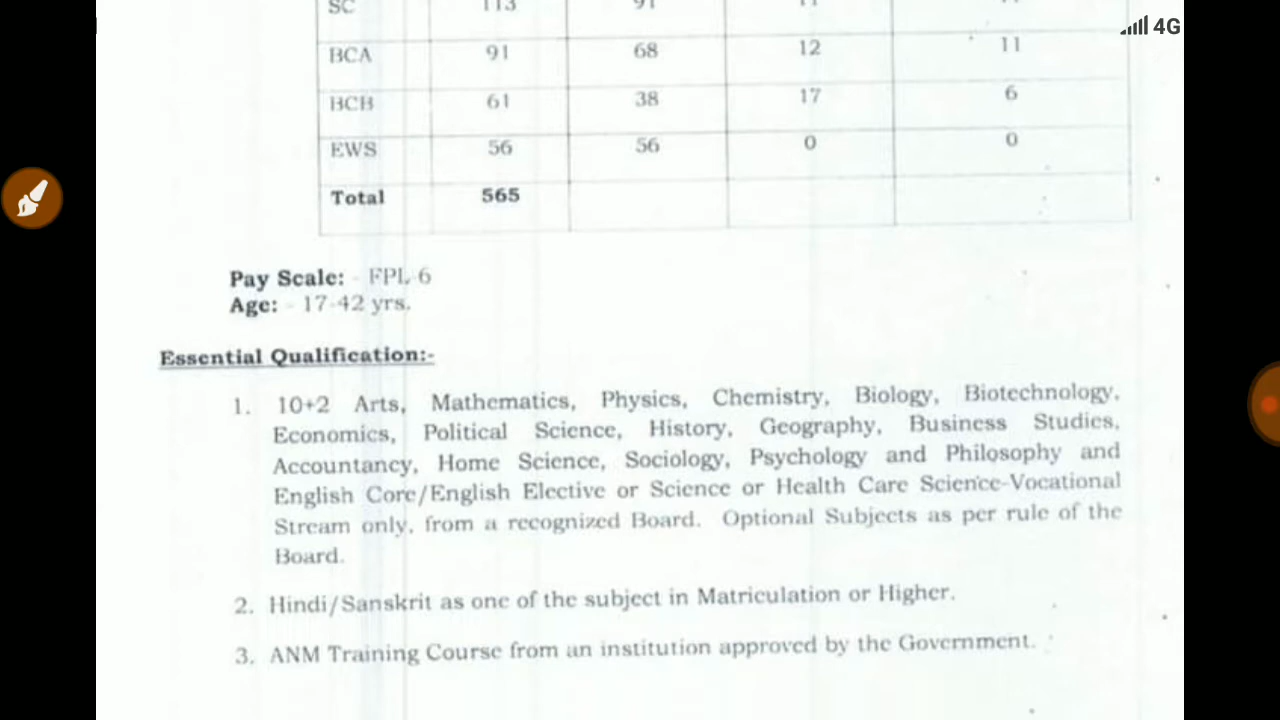 4G
SC 113 91
BCA 91 68 12 11
BCB 61 38 17 6
EWS 56 56 0 0
Total 565
Pay Scale: - FPL-6
Age: - 17-42 yrs.
Essential Qualification:-
1. 10+2 Arts, Mathematics, Physics, Chemistry, Biology, Biotechnology,
Economics, Political Science, History, Geography, Business Studies,
Accountancy, Home Science, Sociology, Psychology and Philosophy and
English Core/English Elective or Science or Health Care Science-Vocational
Stream only, from a recognized Board. Optional Subjects as per rule of the
Board.
2. Hindi/Sanskrit as one of the subject in Matriculation or Higher.
3. ANM Training Course from an institution approved by the Government.